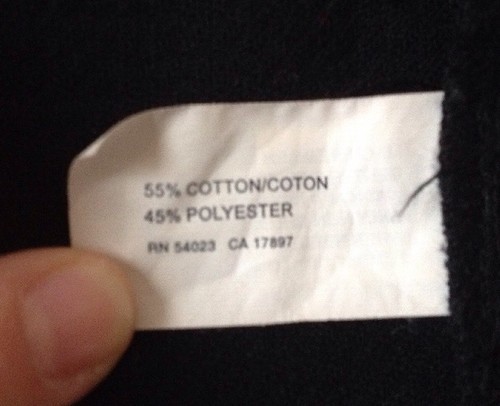 55% COTTON/COTON
45% POLYESTER
RN 54023 CA 17897